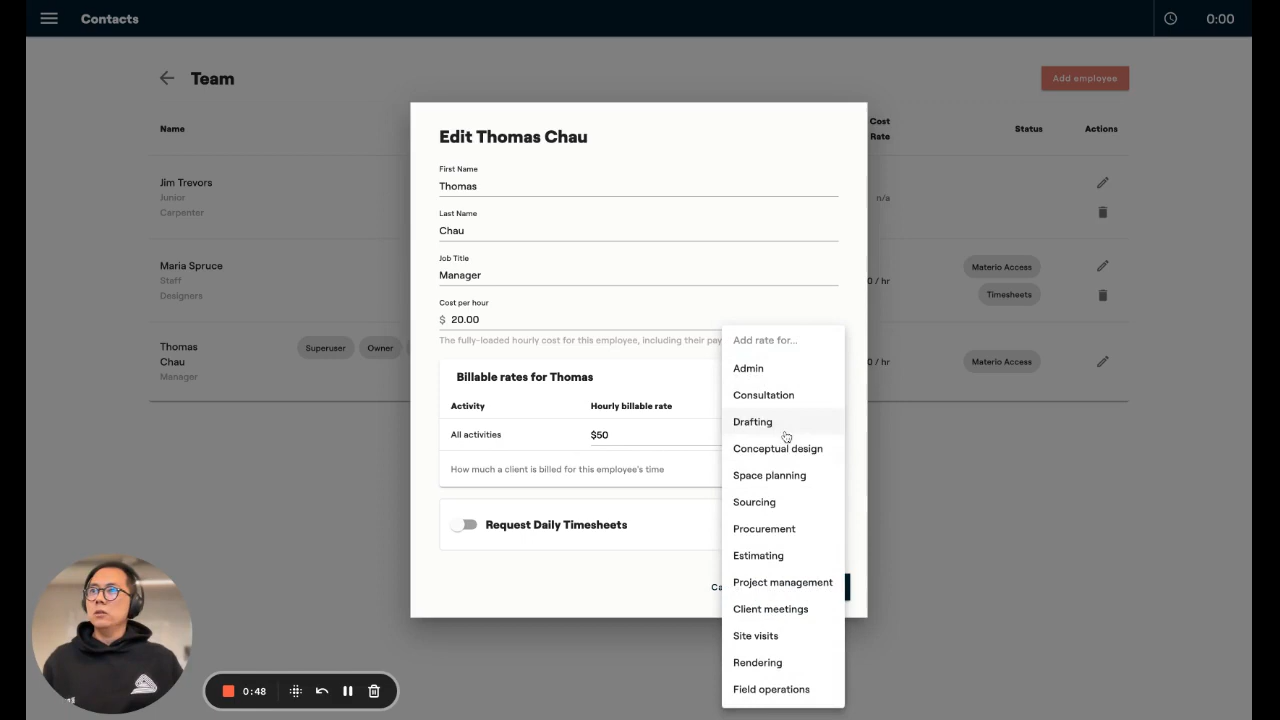 Contacts
0:00
Team
Add employee
Name
Cost
Rate
Status
Actions
Jim Trevors
Junior
Carpenter
n/a
Maria Spruce
Staff
Designers
0 / hr
Materio Access
Timesheets
Thomas
Chau
Manager
Superuser
Owner
0 / hr
Materio Access
Edit Thomas Chau
First Name
Thomas
Last Name
Chau
Job Title
Manager
Cost per hour
$ 20.00
The fully-loaded hourly cost for this employee, including their pay
Billable rates for Thomas
Activity
Hourly billable rate
All activities
$50
How much a client is billed for this employee's time
Request Daily Timesheets
Ca
Add rate for...
Admin
Consultation
Drafting
Conceptual design
Space planning
Sourcing
Procurement
Estimating
Project management
Client meetings
Site visits
Rendering
Field operations
0:48